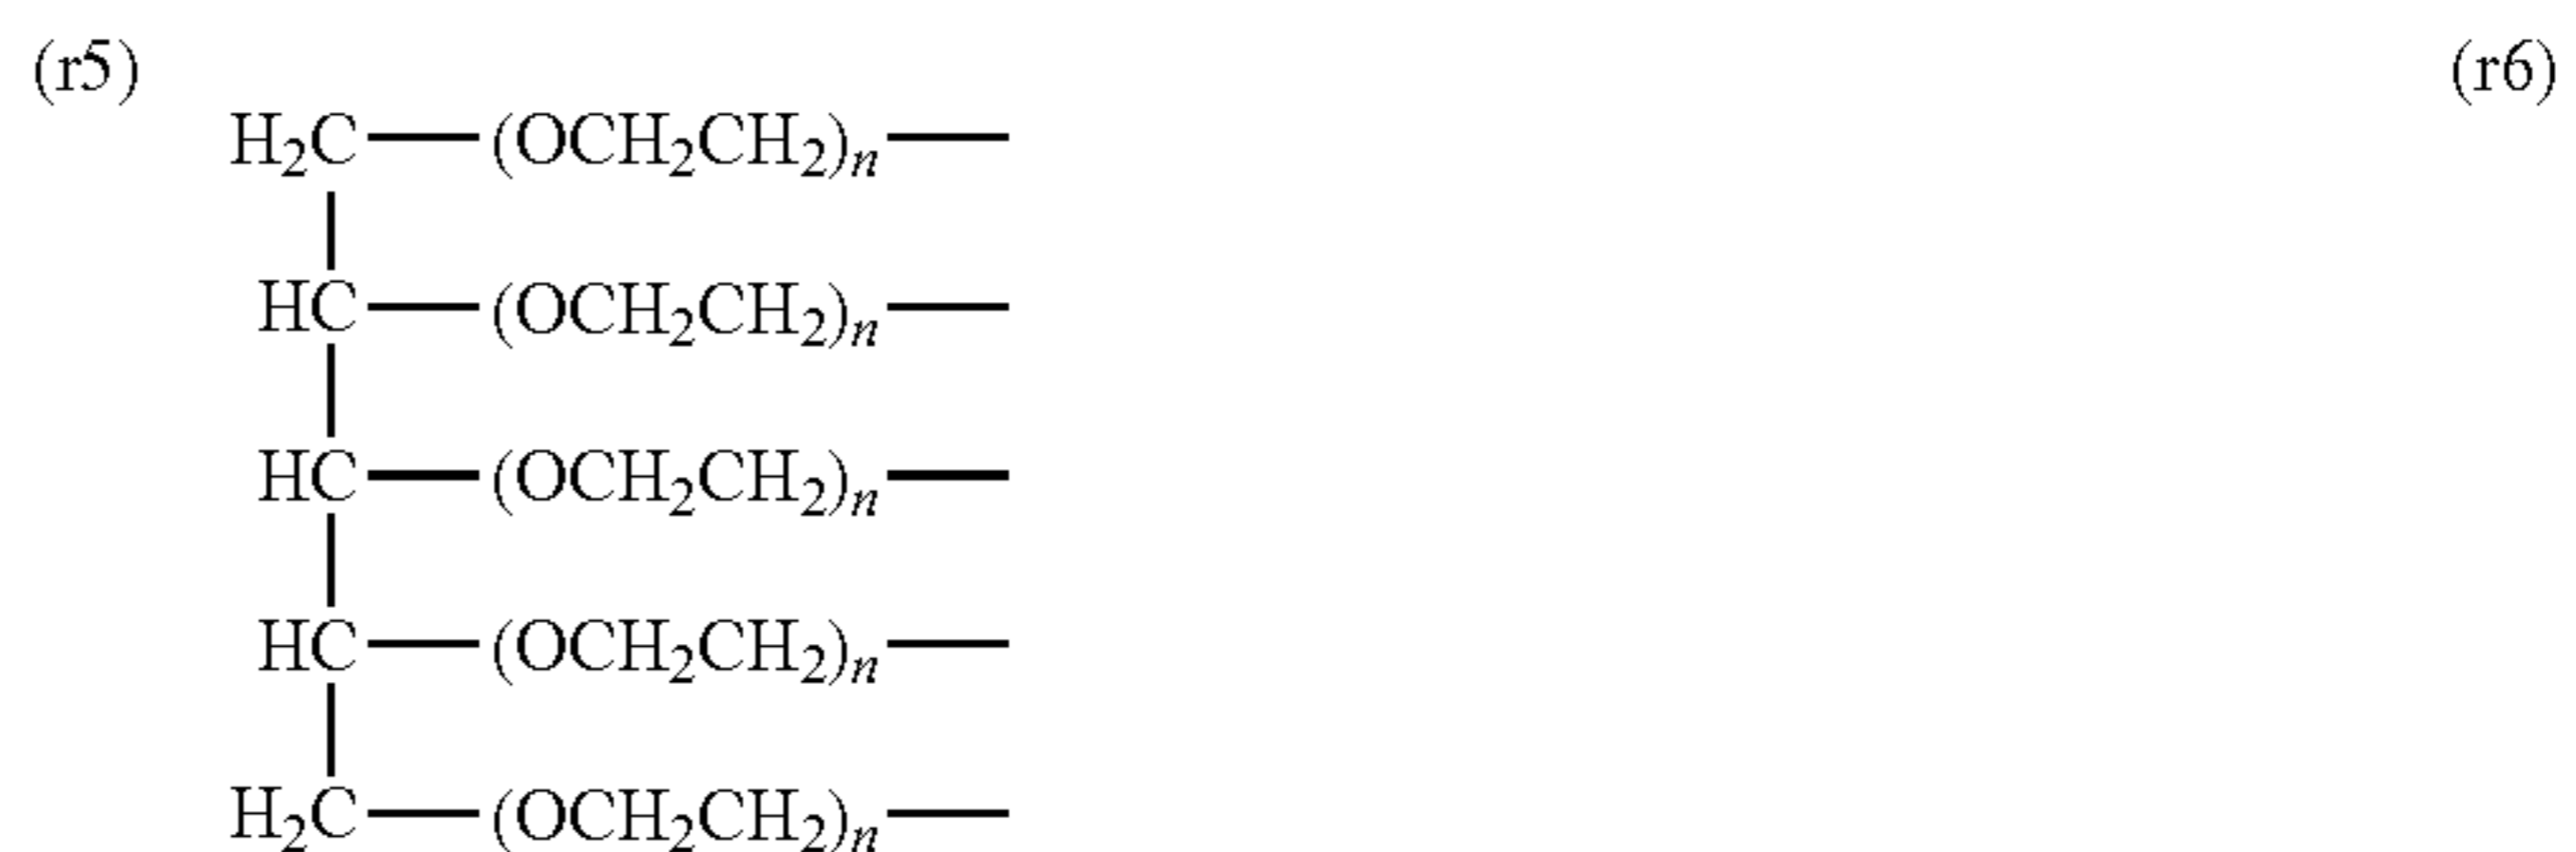 (r5) (r6)
H₂C—(OCH₂CH₂)ₙ—
HC—(OCH₂CH₂)ₙ—
HC—(OCH₂CH₂)ₙ—
HC—(OCH₂CH₂)ₙ—
H₂C—(OCH₂CH₂)ₙ—